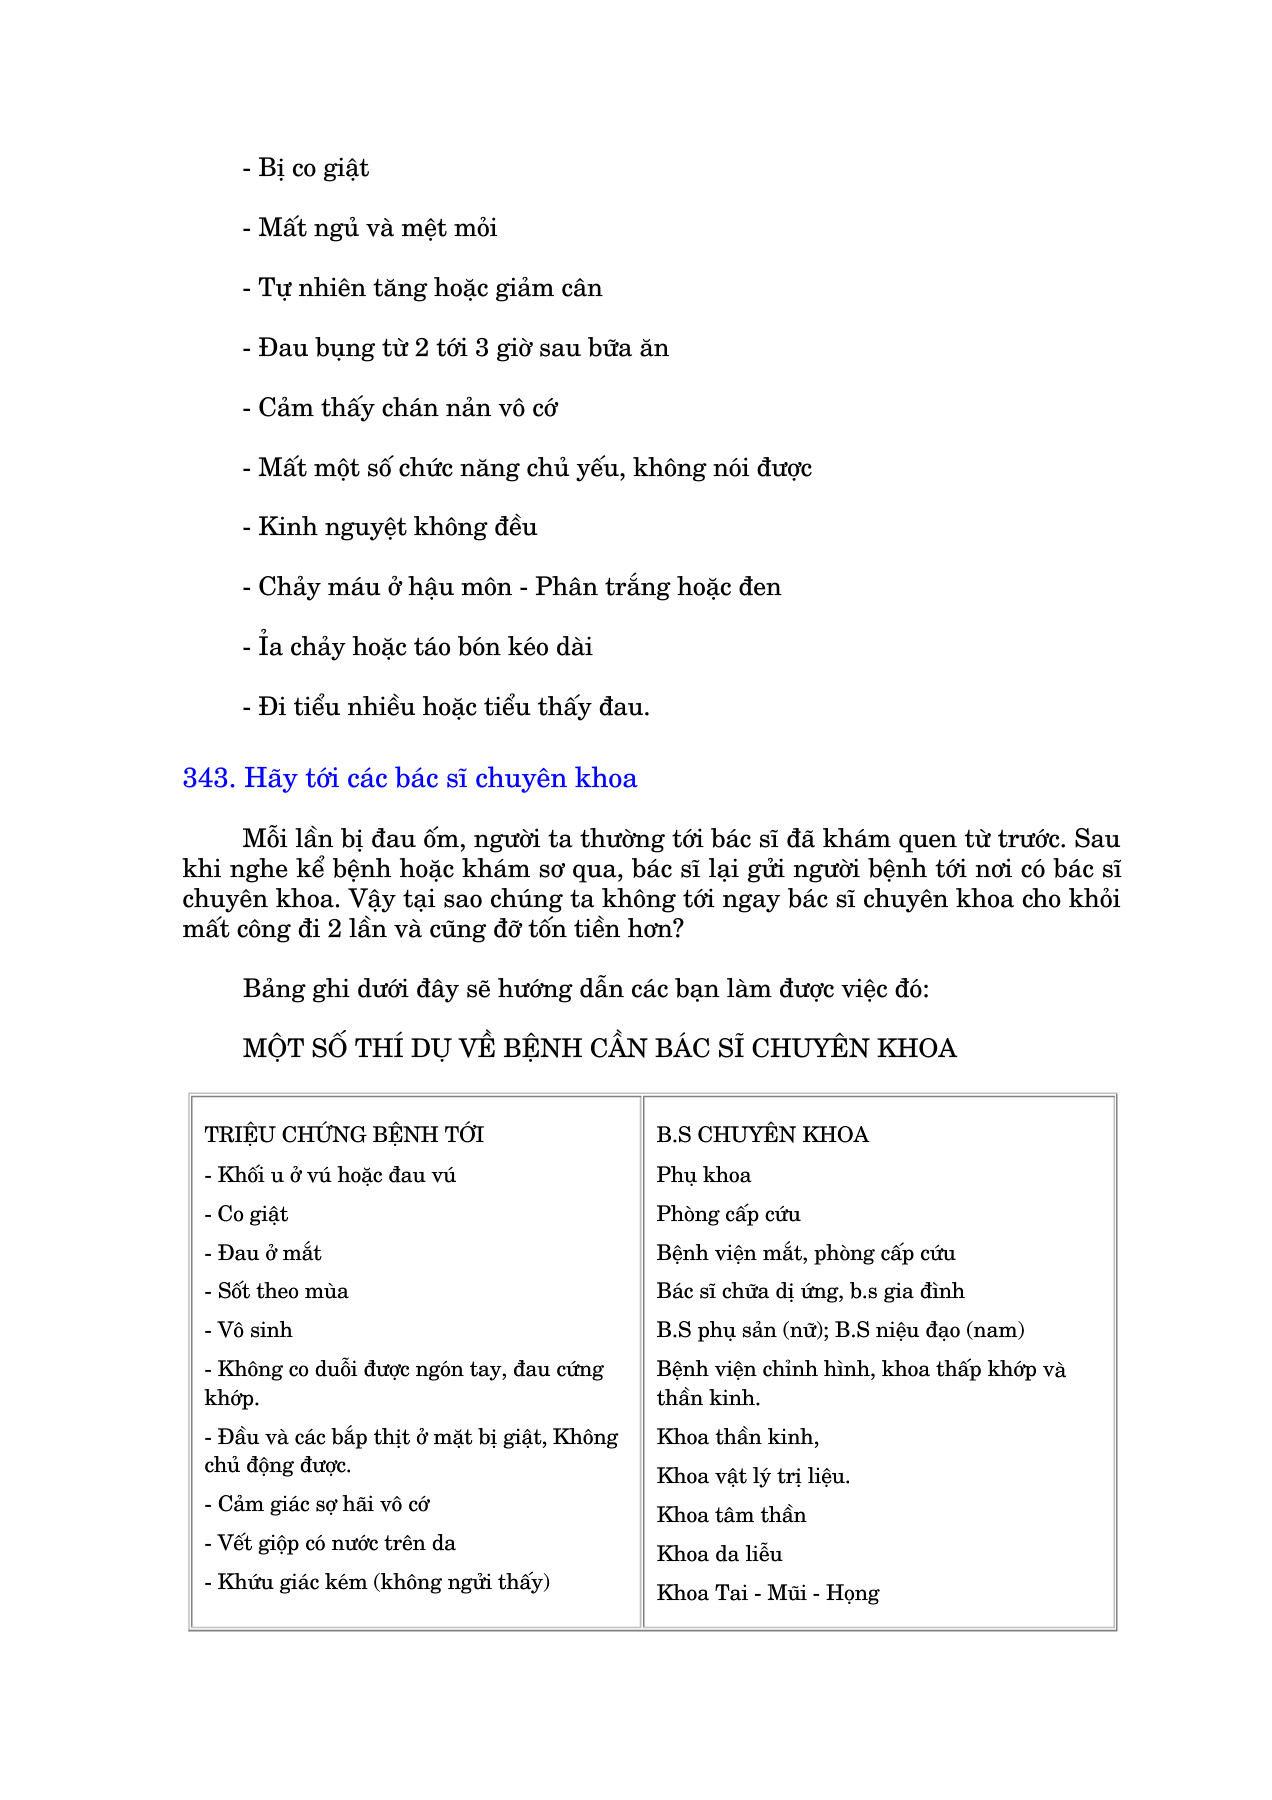 - Bị co giật
- Mất ngủ và mệt mỏi
- Tự nhiên tăng hoặc giảm cân
- Đau bụng từ 2 tới 3 giờ sau bữa ăn
- Cảm thấy chán nản vô cớ
- Mất một số chức năng chủ yếu, không nói được
- Kinh nguyệt không đều
- Chảy máu ở hậu môn - Phân trắng hoặc đen
- Ỉa chảy hoặc táo bón kéo dài
- Đi tiểu nhiều hoặc tiểu thấy đau.
343. Hãy tới các bác sĩ chuyên khoa
Mỗi lần bị đau ốm, người ta thường tới bác sĩ đã khám quen từ trước. Sau
khi nghe kể bệnh hoặc khám sơ qua, bác sĩ lại gửi người bệnh tới nơi có bác sĩ
chuyên khoa. Vậy tại sao chúng ta không tới ngay bác sĩ chuyên khoa cho khỏi
mất công đi 2 lần và cũng đỡ tốn tiền hơn?
Bảng ghi dưới đây sẽ hướng dẫn các bạn làm được việc đó:
MỘT SỐ THÍ DỤ VỀ BỆNH CẦN BÁC SĨ CHUYÊN KHOA
TRIỆU CHỨNG BỆNH TỚI
- Khối u ở vú hoặc đau vú
- Co giật
- Đau ở mắt
- Sốt theo mùa
- Vô sinh
- Không co duỗi được ngón tay, đau cứng
khớp.
- Đầu và các bắp thịt ở mặt bị giật, Không
chủ động được.
- Cảm giác sợ hãi vô cớ
- Vết giộp có nước trên da
- Khứu giác kém (không ngửi thấy)
B.S CHUYÊN KHOA
Phụ khoa
Phòng cấp cứu
Bệnh viện mắt, phòng cấp cứu
Bác sĩ chữa dị ứng, b.s gia đình
B.S phụ sản (nữ); B.S niệu đạo (nam)
Bệnh viện chỉnh hình, khoa thấp khớp và
thần kinh.
Khoa thần kinh,
Khoa vật lý trị liệu.
Khoa tâm thần
Khoa da liễu
Khoa Tai - Mũi - Họng